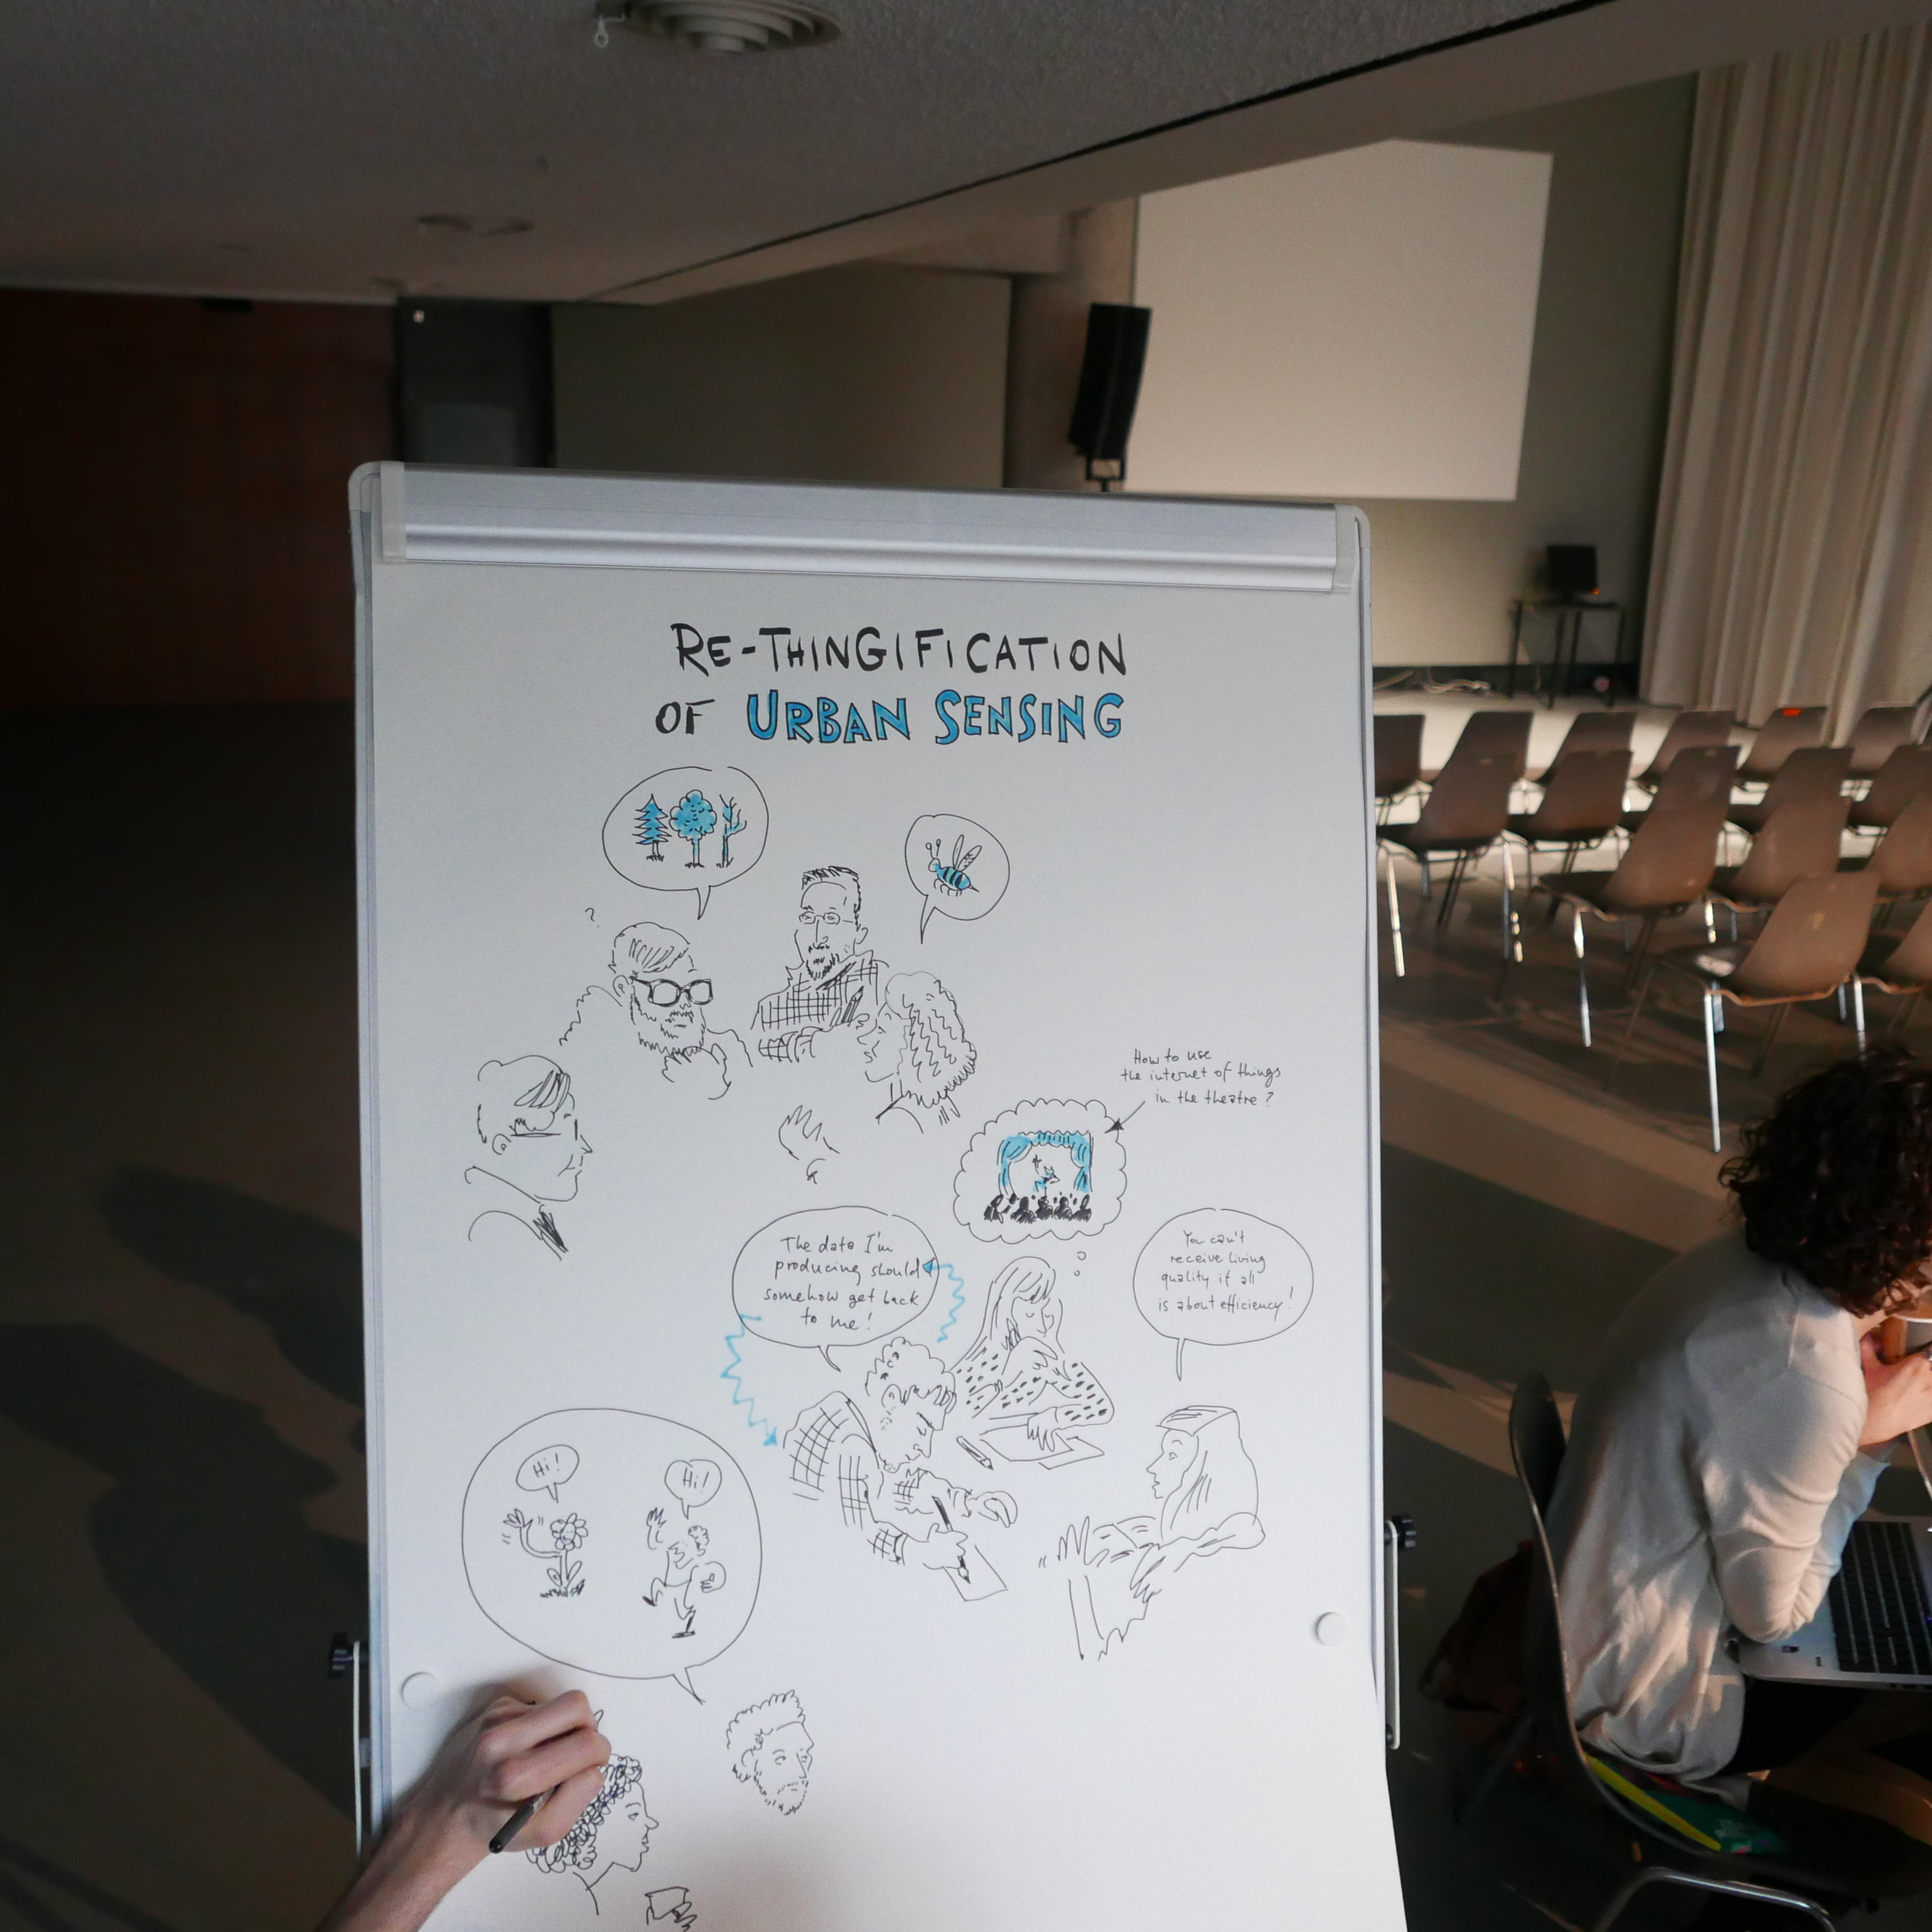 RE-THINGIFICATION
OF URBAN SENSING
?
How to use
the internet of things
in the theatre?
The data I'm
producing should
somehow get back
to me!
You can't
receive living
quality if all
is about efficiency!
Hi!
Hi!